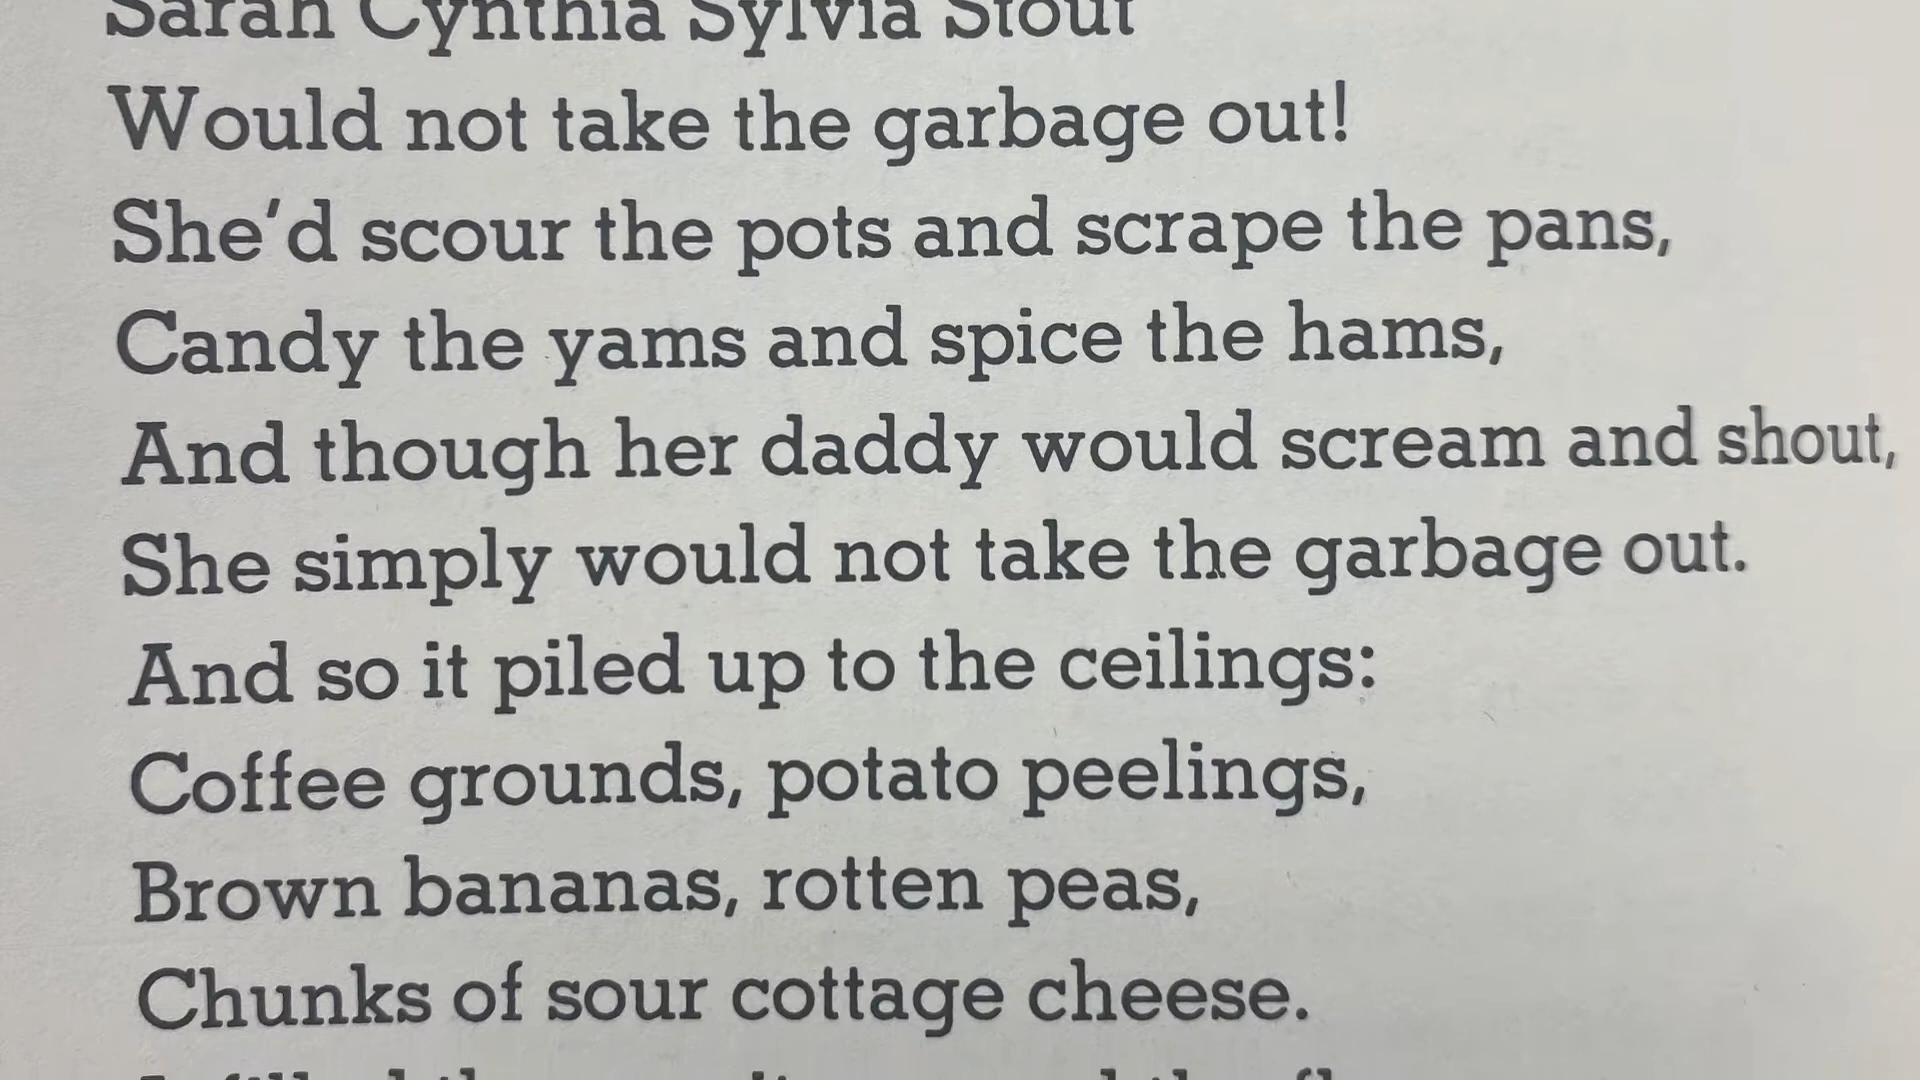 Sarah Cynthia Sylvia Stout
Would not take the garbage out!
She'd scour the pots and scrape the pans,
Candy the yams and spice the hams,
And though her daddy would scream and shout,
She simply would not take the garbage out.
And so it piled up to the ceilings:
Coffee grounds, potato peelings,
Brown bananas, rotten peas,
Chunks of sour cottage cheese.